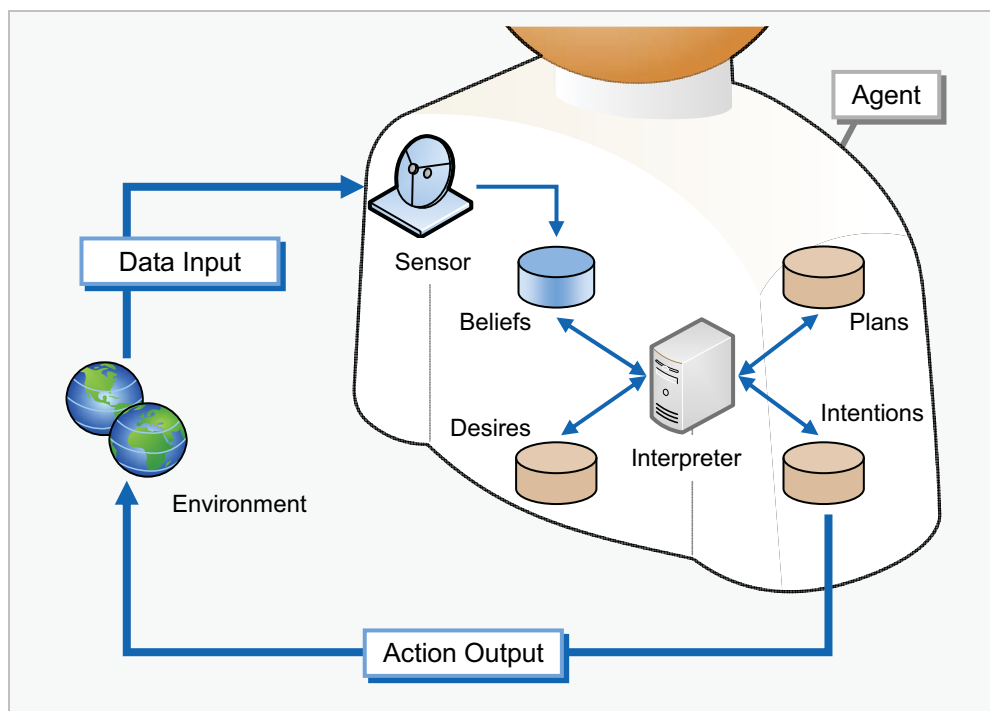 Agent
Data Input
Sensor
Beliefs
Plans
Desires
Interpreter
Intentions
Environment
Action Output